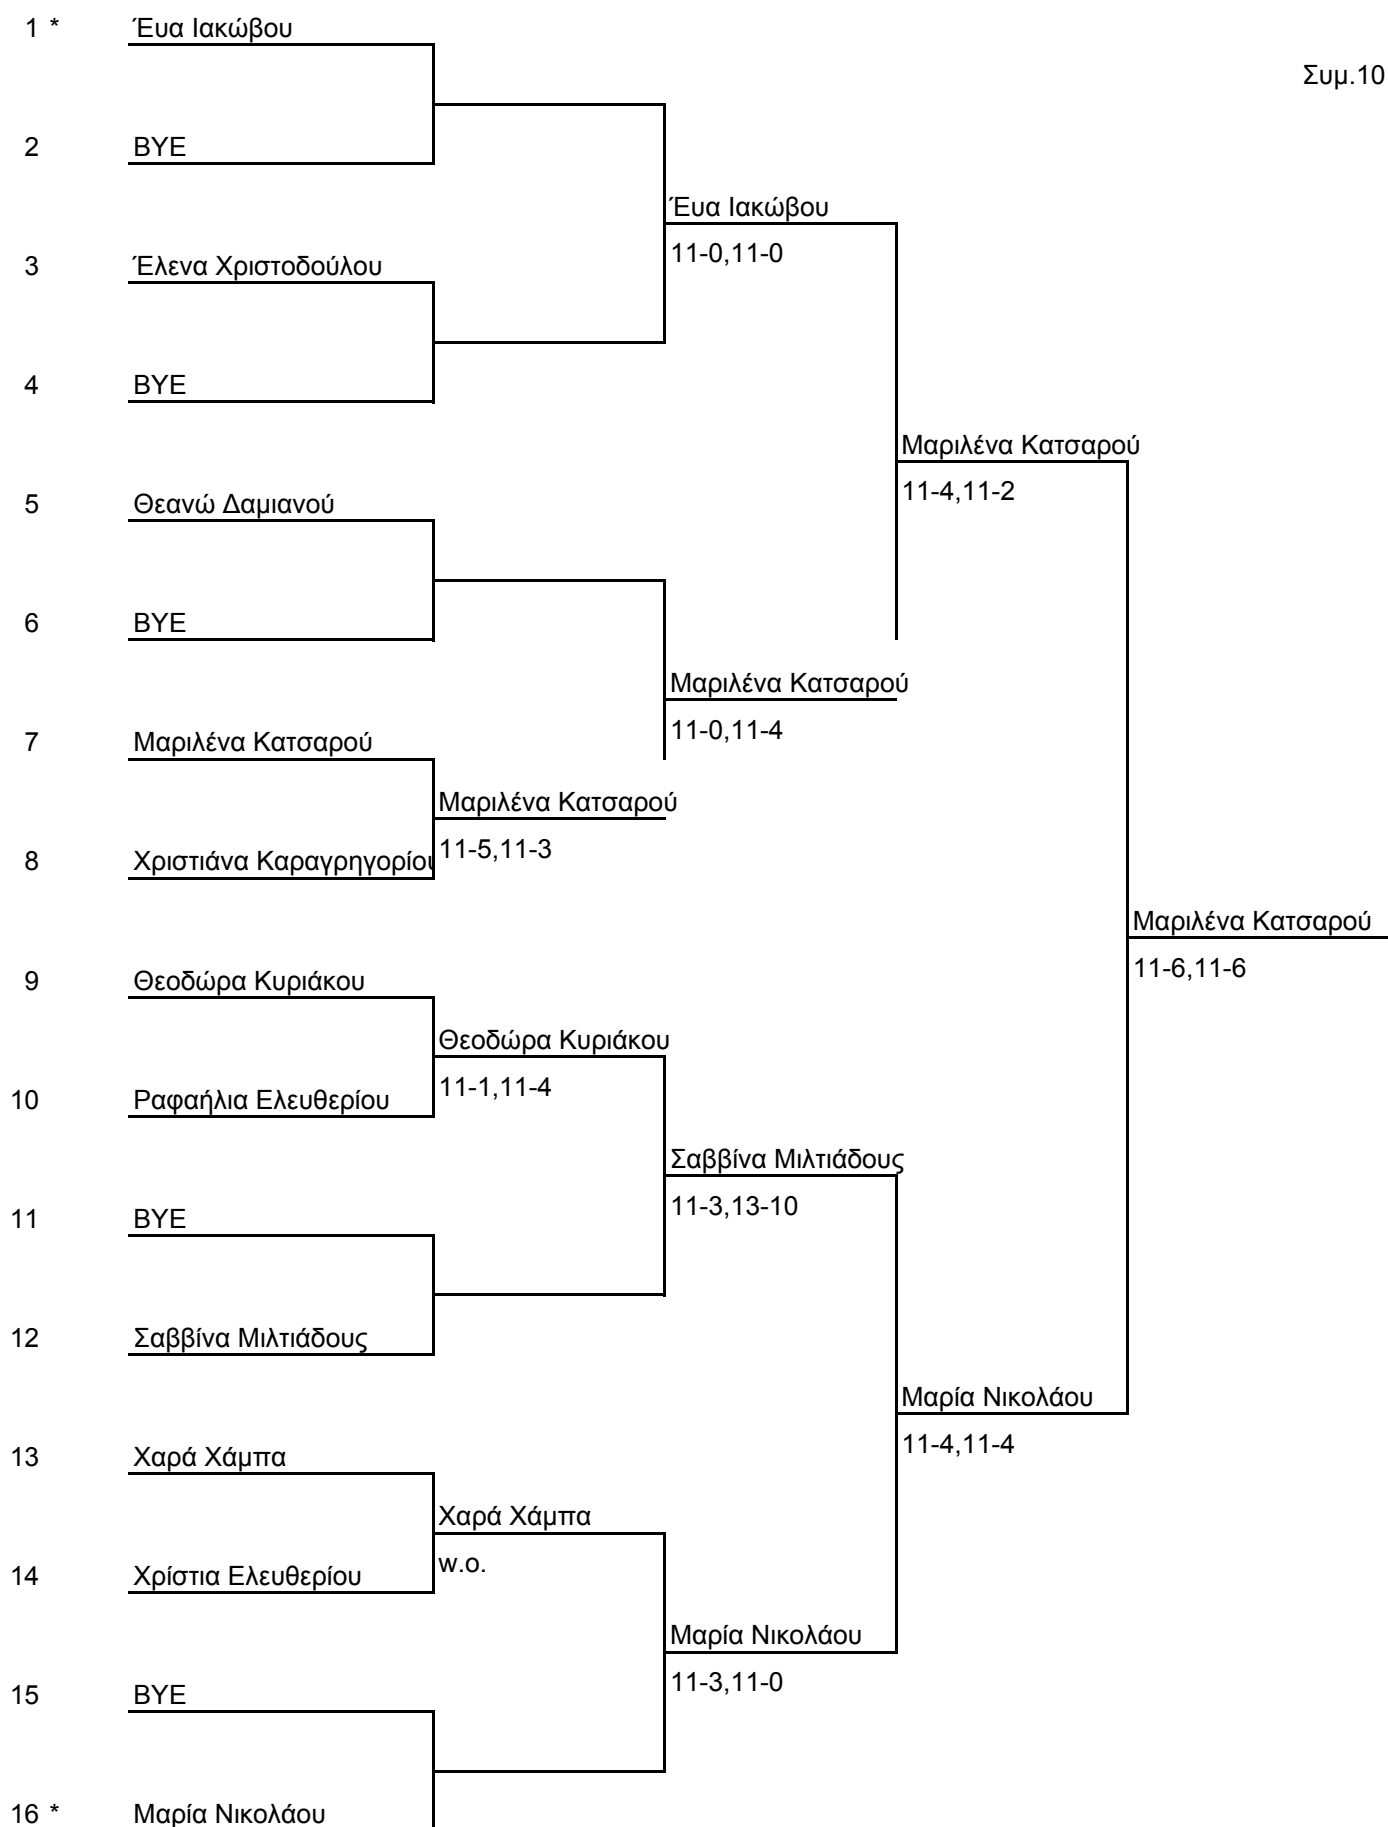 1 * Έυα Ιακώβου
Συμ.10
2 BYE
Έυα Ιακώβου
11-0,11-0
3 Έλενα Χριστοδούλου
4 BYE
Μαριλένα Κατσαρού
11-4,11-2
5 Θεανώ Δαμιανού
6 BYE
Μαριλένα Κατσαρού
11-0,11-4
7 Μαριλένα Κατσαρού
Μαριλένα Κατσαρού
11-5,11-3
8 Χριστιάνα Καραγρηγορίου
Μαριλένα Κατσαρού
11-6,11-6
9 Θεοδώρα Κυριάκου
Θεοδώρα Κυριάκου
11-1,11-4
10 Ραφαήλια Ελευθερίου
Σαββίνα Μιλτιάδους
11-3,13-10
11 BYE
12 Σαββίνα Μιλτιάδους
Μαρία Νικολάου
11-4,11-4
13 Χαρά Χάμπα
Χαρά Χάμπα
w.o.
14 Χρίστια Ελευθερίου
Μαρία Νικολάου
11-3,11-0
15 BYE
16 * Μαρία Νικολάου